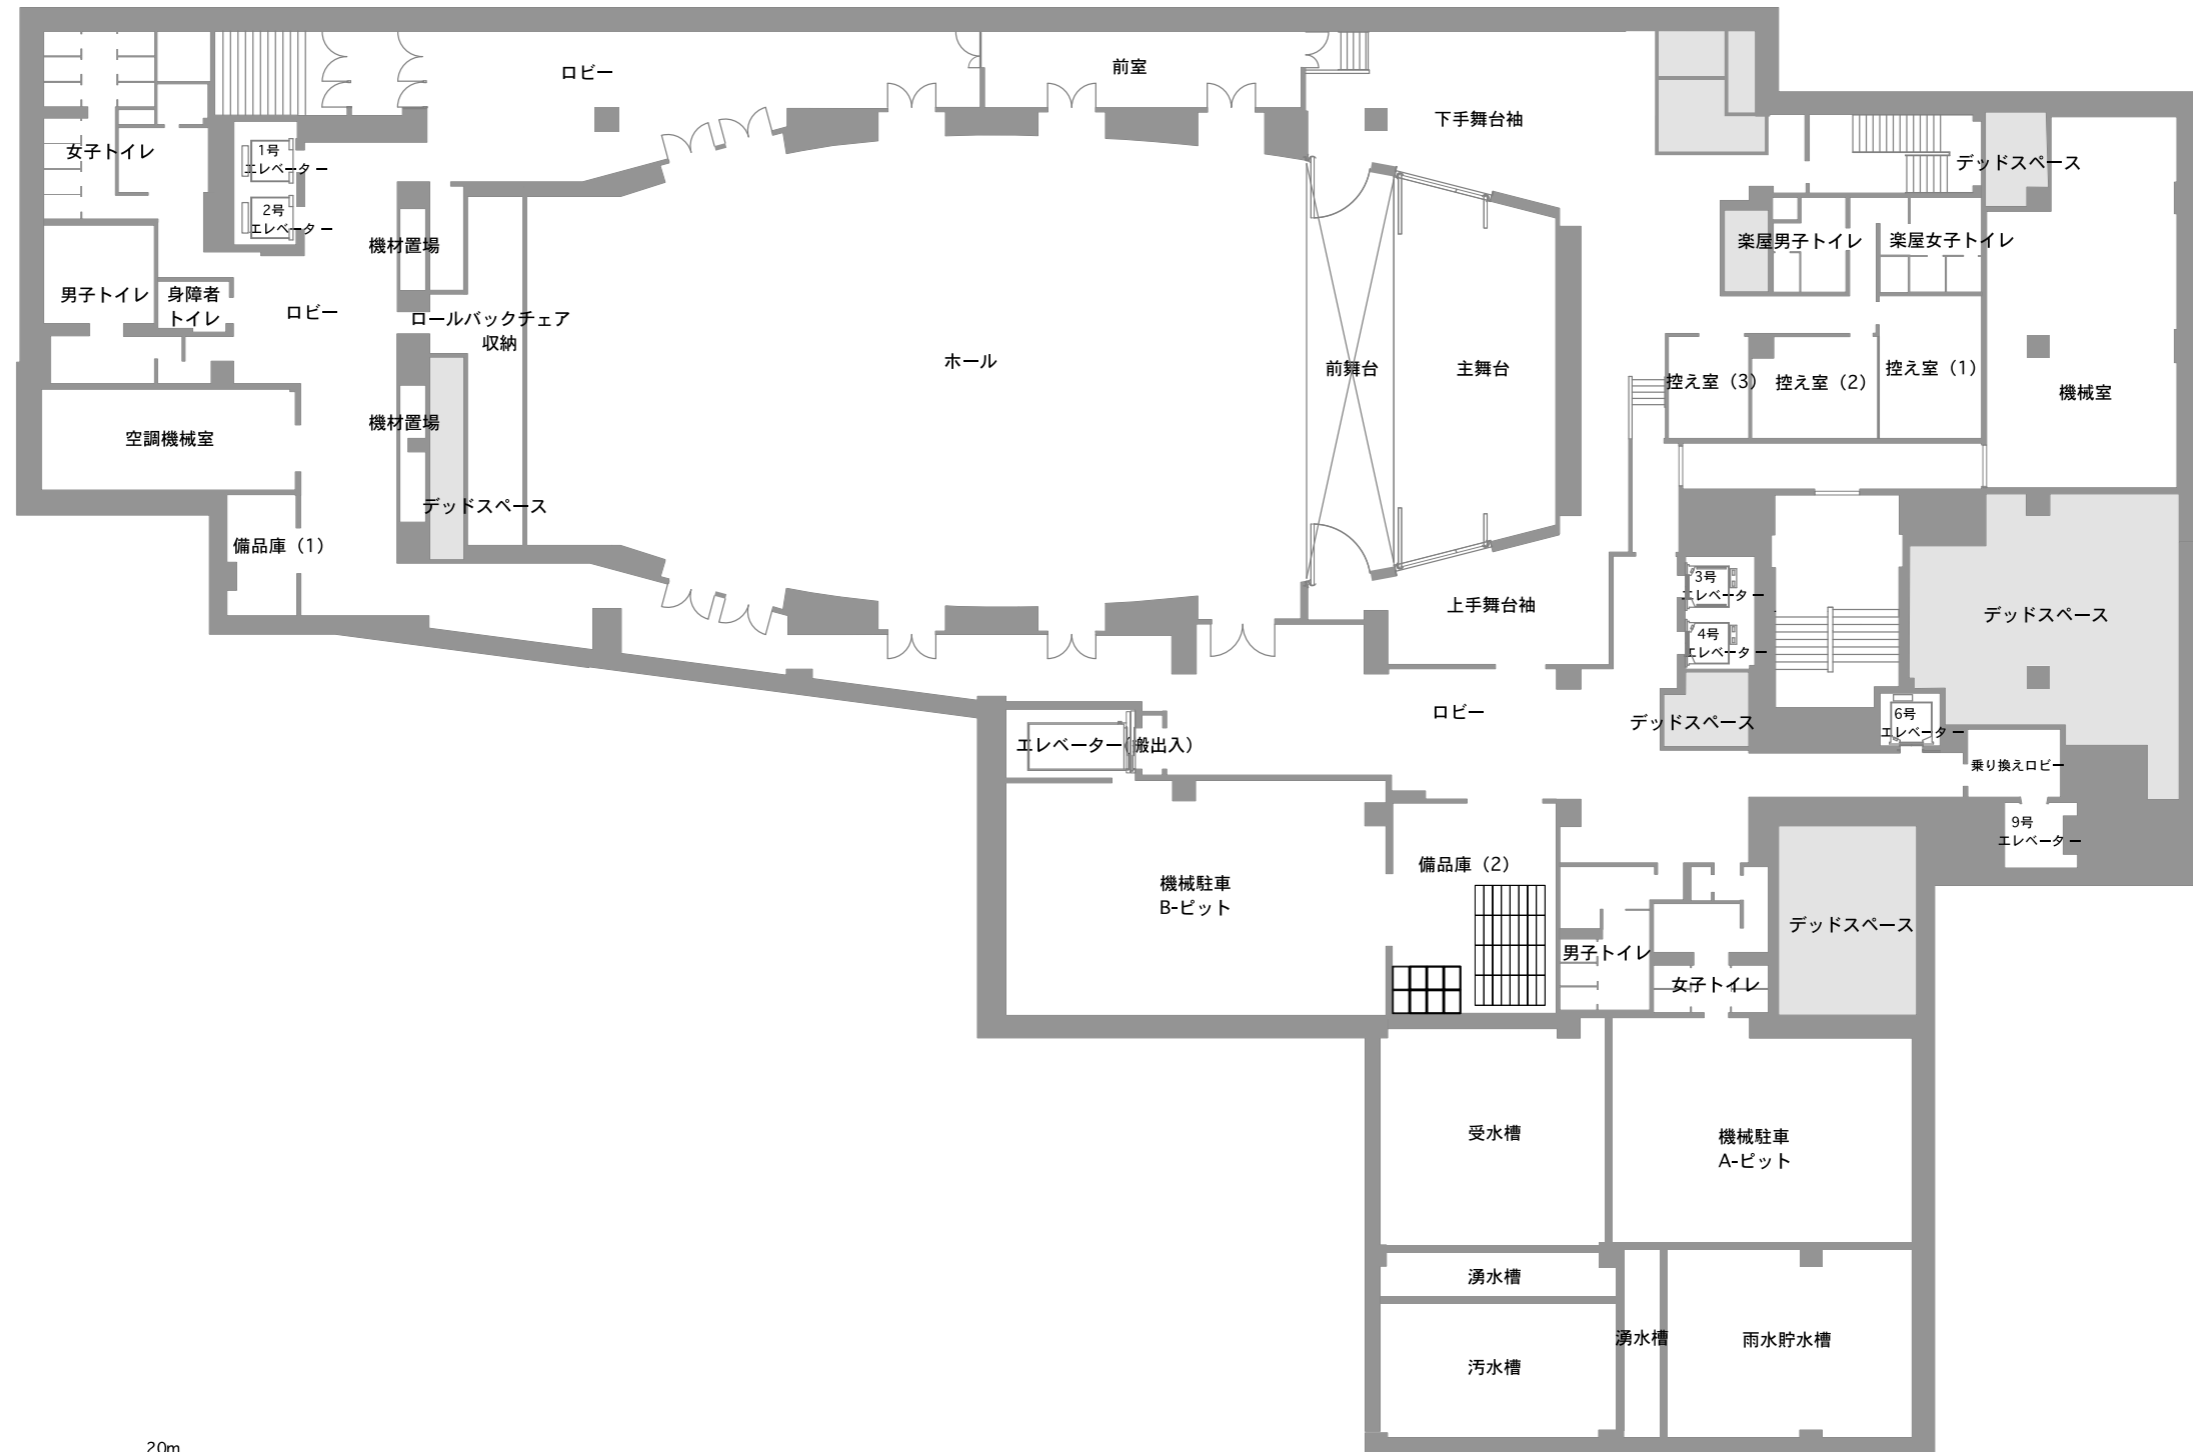 ロビー
前室
下手舞台袖
女子トイレ
1号
エレベーター
2号
エレベーター
デッドスペース
機材置場
楽屋男子トイレ
楽屋女子トイレ
男子トイレ
身障者
トイレ
ロビー
ロールバックチェア
収納
ホール
前舞台
主舞台
控え室（3）
控え室（2）
控え室（1）
機械室
機材置場
空調機械室
デッドスペース
備品庫（1）
3号
エレベーター
上手舞台袖
デッドスペース
4号
エレベーター
ロビー
デッドスペース
6号
エレベーター
エレベーター(搬出入）
乗り換えロビー
9号
エレベーター
備品庫（2）
機械駐車
B-ピット
デッドスペース
男子トイレ
女子トイレ
受水槽
機械駐車
A-ピット
湧水槽
湧水槽
雨水貯水槽
汚水槽
20m